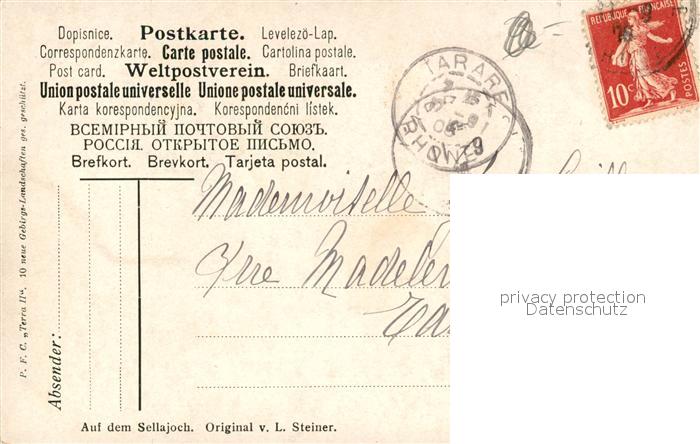 Dopisnice. Postkarte. Levelező-Lap.
Correspondenzkarte. Carte postale. Cartolina postale.
Post card. Weltpostverein. Briefkaart.
Union postale universelle Unione postale universale.
Karta korespondencyjna. Korespondenční lístek.
ВСЕМІРНЫЙ ПОЧТОВЫЙ СОЮЗЪ.
РОССІЯ. ОТКРЫТОЕ ПИСЬМО.
Brefkort. Brevkort. Tarjeta postal.
TARARE
RHONE
REPUBLIQUE FRANÇAISE
POSTES
10c
Mademoiselle
Madele
privacy protection
Datenschutz
Absender:
P. F. C. „Terra IIa. 10 neue Gebirgs-Landschaften ges. geschützt.
Auf dem Sellajoch. Original v. L. Steiner.